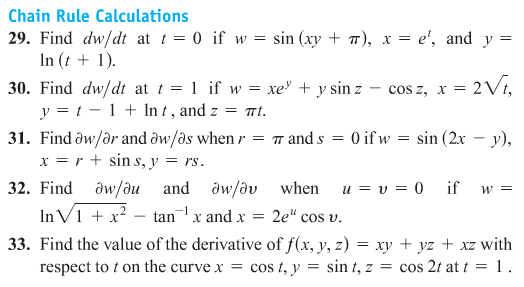 Chain Rule Calculations
29. Find dw/dt at t = 0 if w = sin (xy + π), x = eᵗ, and y =
ln (t + 1).
30. Find dw/dt at t = 1 if w = xeʸ + y sin z − cos z, x = 2√t,
y = t − 1 + ln t, and z = πt.
31. Find ∂w/∂r and ∂w/∂s when r = π and s = 0 if w = sin (2x − y),
x = r + sin s, y = rs.
32. Find ∂w/∂u and ∂w/∂v when u = v = 0 if w =
ln√1 + x² − tan⁻¹ x and x = 2eᵘ cos v.
33. Find the value of the derivative of f(x, y, z) = xy + yz + xz with
respect to t on the curve x = cos t, y = sin t, z = cos 2t at t = 1.